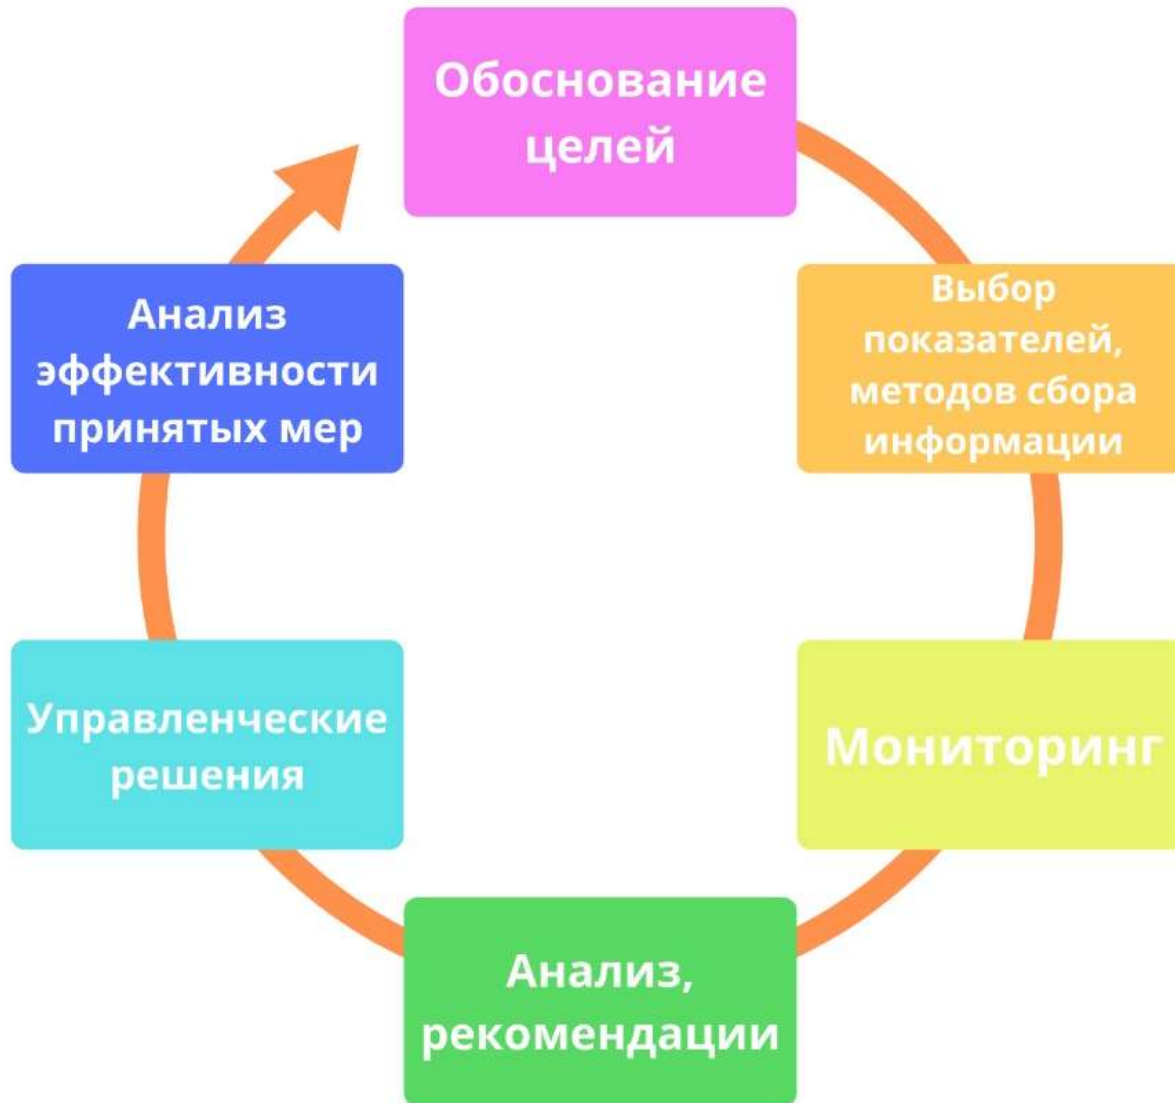 Обоснование
целей
Выбор
показателей,
методов сбора
информации
Мониторинг
Анализ,
рекомендации
Управленческие
решения
Анализ
эффективности
принятых мер